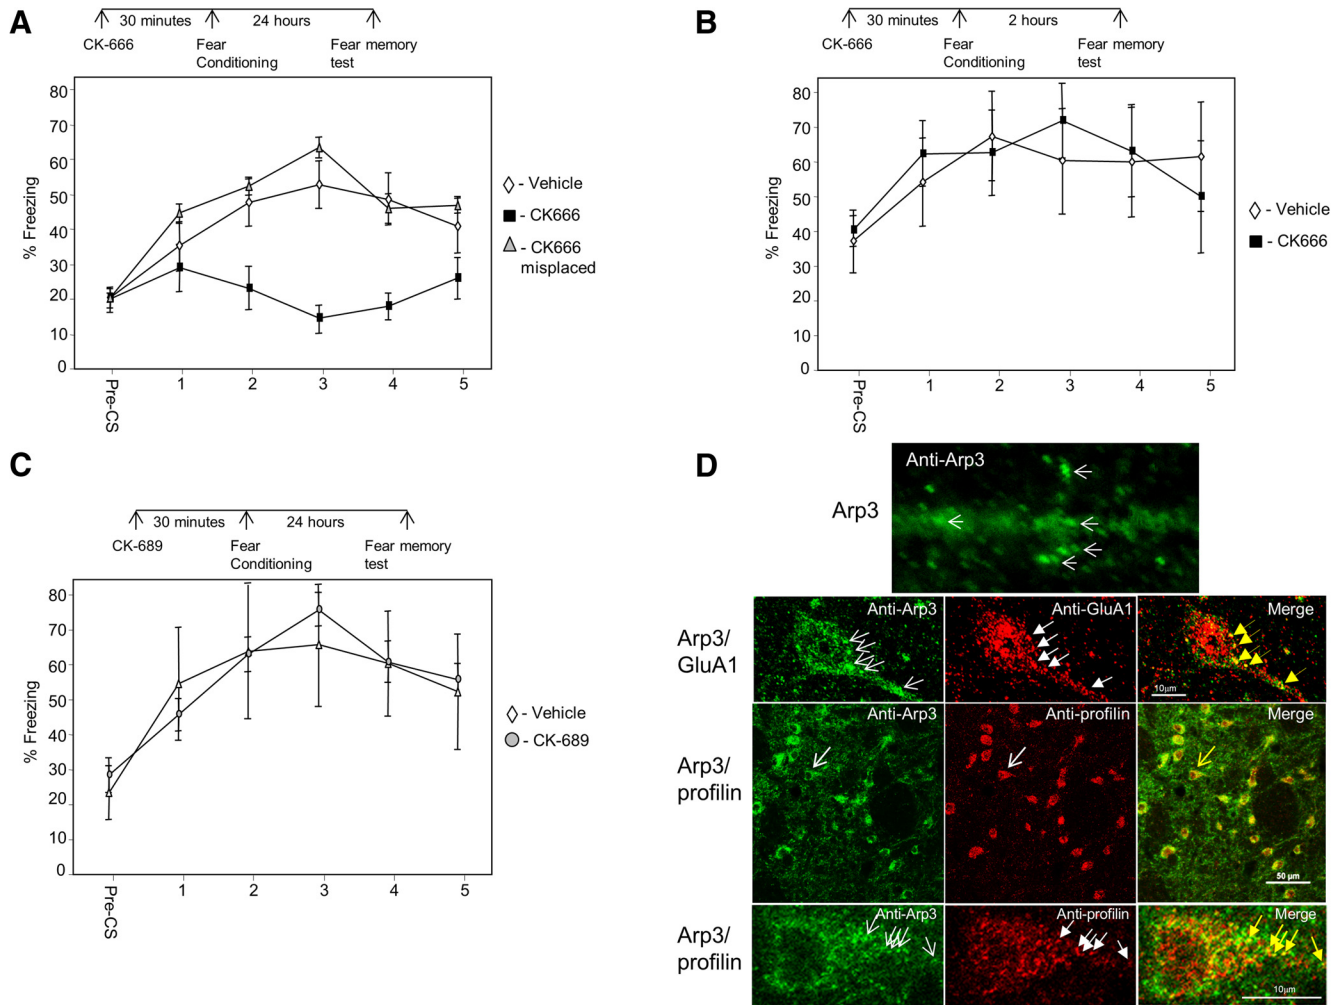 A
30 minutes 24 hours
CK-666 Fear Conditioning Fear memory test
% Freezing
80
70
60
50
40
30
20
10
0
Pre-CS 1 2 3 4 5
- Vehicle
- CK666
- CK666 misplaced
B
30 minutes 2 hours
CK-666 Fear Conditioning Fear memory test
% Freezing
80
70
60
50
40
30
20
10
0
Pre-CS 1 2 3 4 5
- Vehicle
- CK666
C
30 minutes 24 hours
CK-689 Fear Conditioning Fear memory test
% Freezing
80
70
60
50
40
30
20
10
0
Pre-CS 1 2 3 4 5
- Vehicle
- CK-689
D
Anti-Arp3
Arp3
Arp3/
GluA1
Anti-Arp3 Anti-GluA1 Merge
10μm
Arp3/
profilin
Anti-Arp3 Anti-profilin Merge
50 μm
Arp3/
profilin
Anti-Arp3 Anti-profilin Merge
10μm